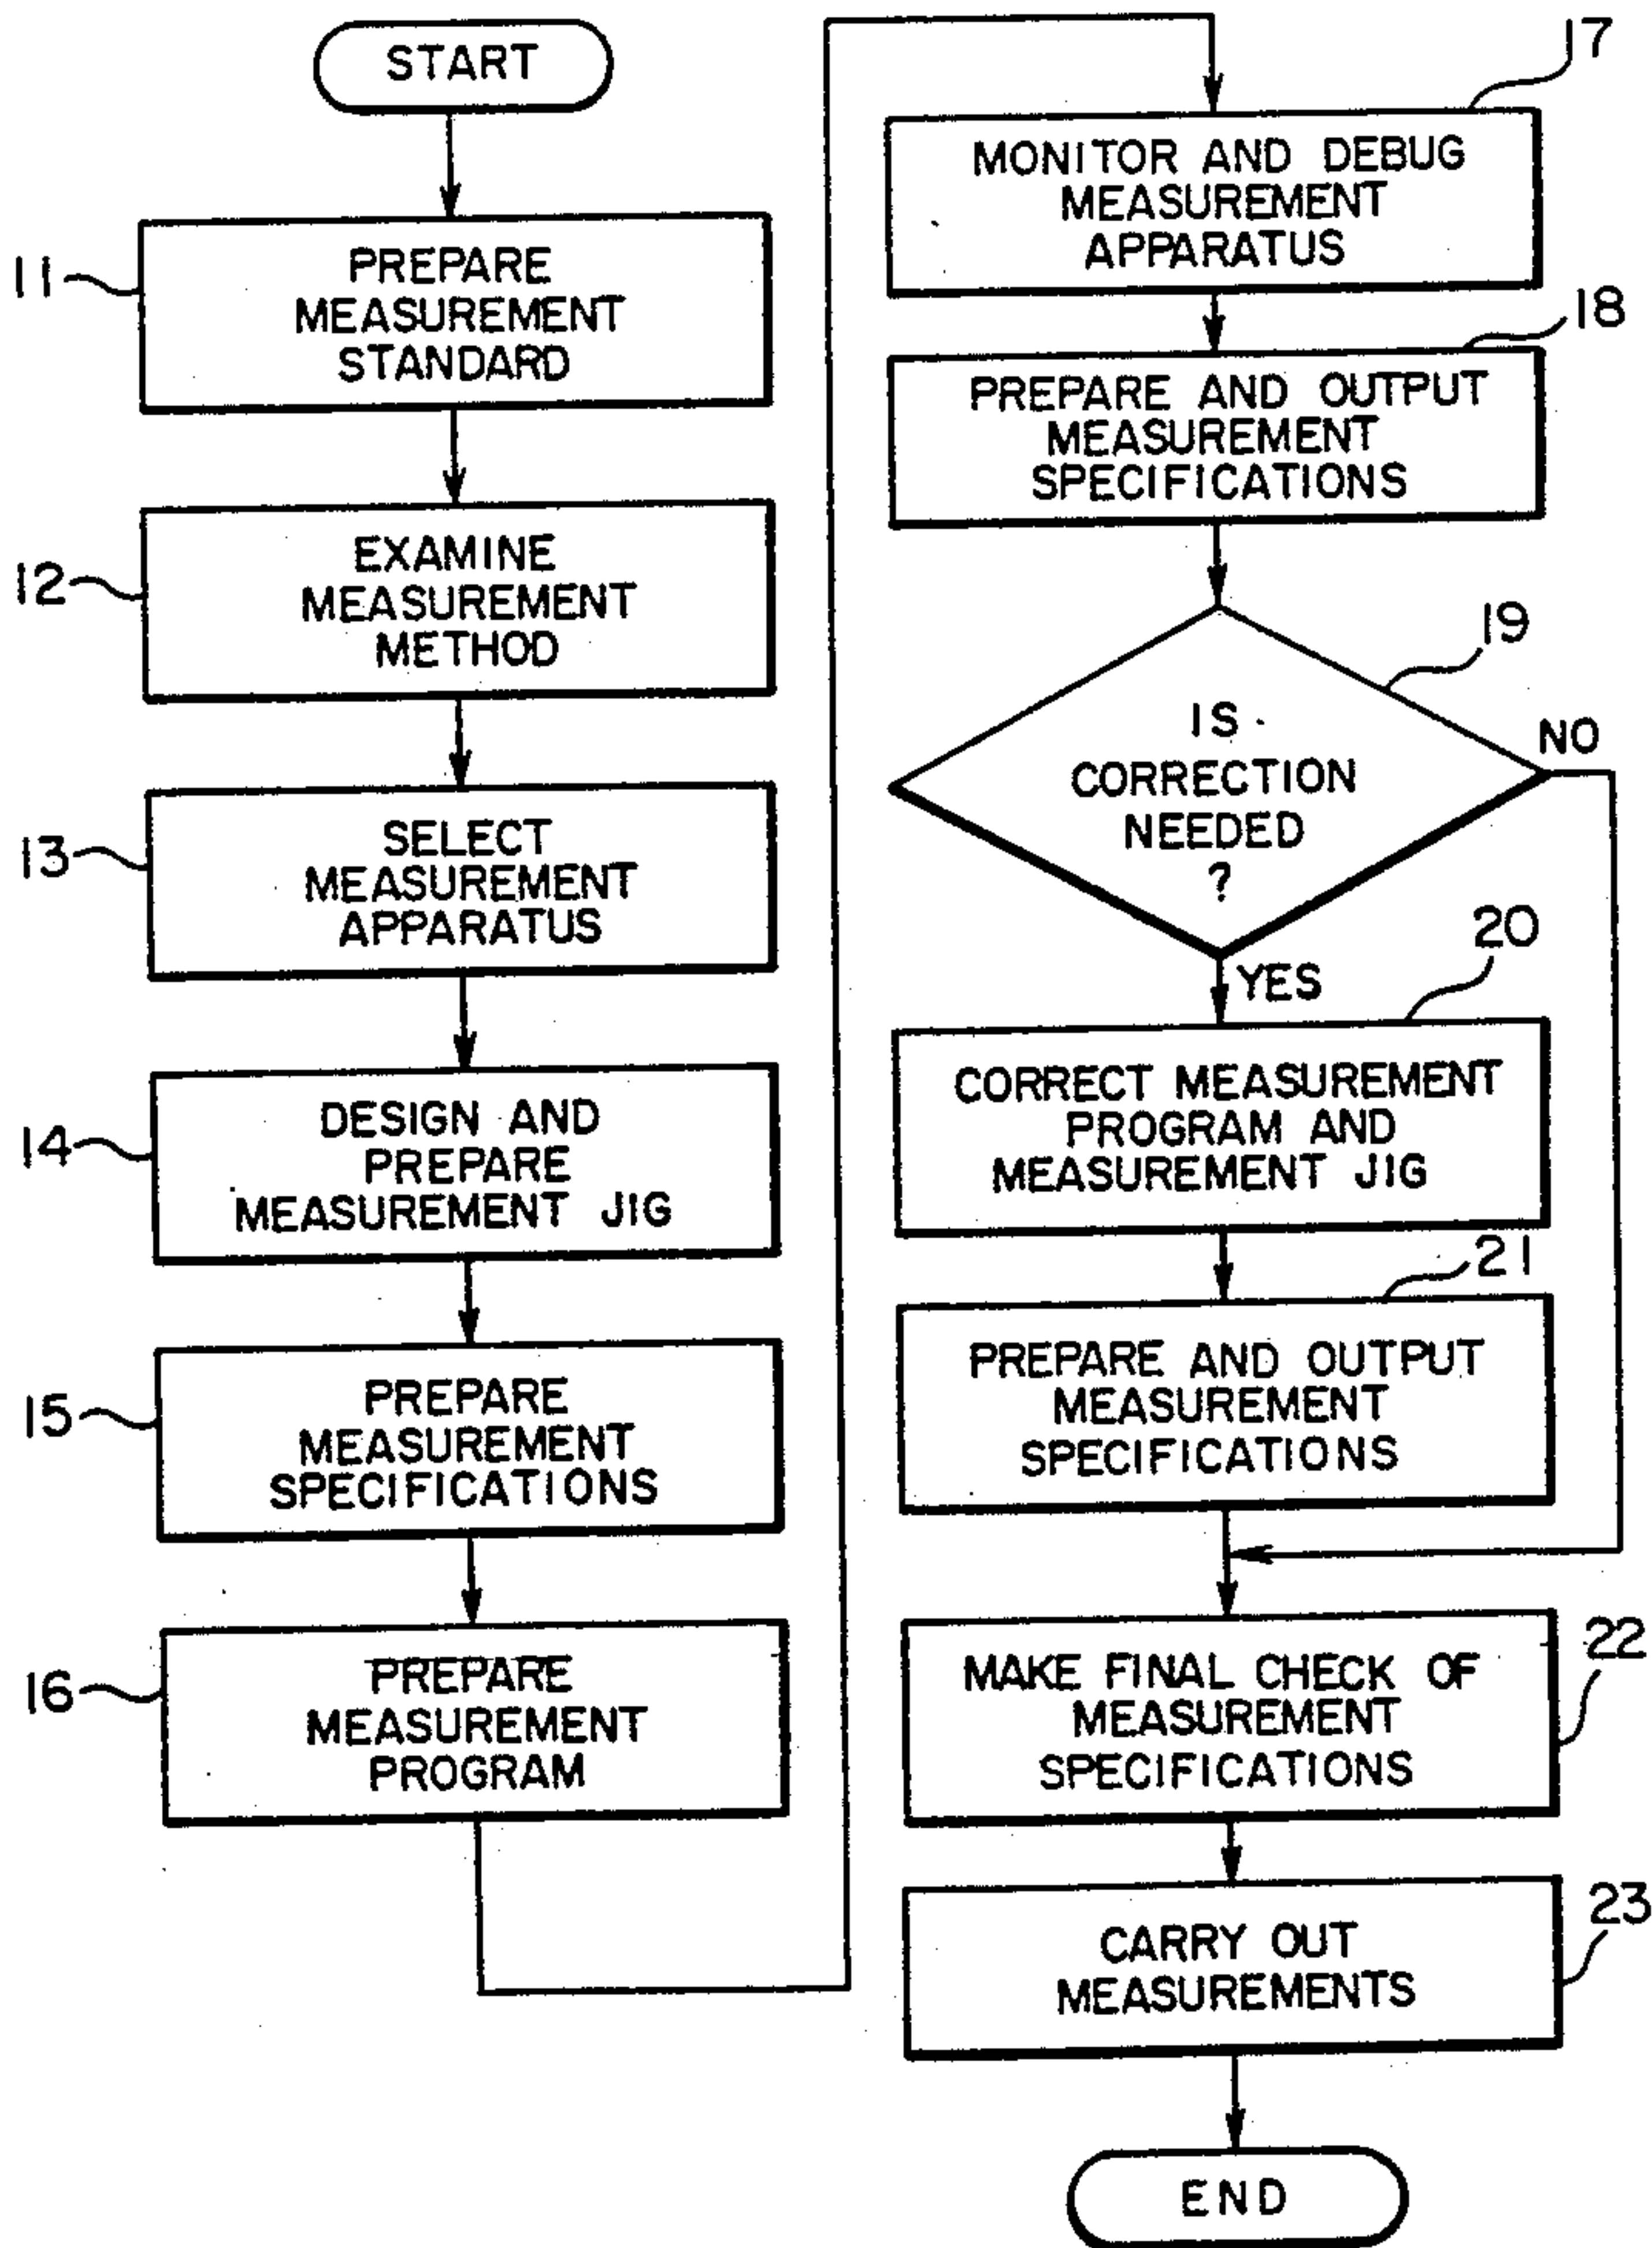 START
11
PREPARE
MEASUREMENT
STANDARD
12
EXAMINE
MEASUREMENT
METHOD
13
SELECT
MEASUREMENT
APPARATUS
14
DESIGN AND
PREPARE
MEASUREMENT JIG
15
PREPARE
MEASUREMENT
SPECIFICATIONS
16
PREPARE
MEASUREMENT
PROGRAM
17
MONITOR AND DEBUG
MEASUREMENT
APPARATUS
18
PREPARE AND OUTPUT
MEASUREMENT
SPECIFICATIONS
19
IS
CORRECTION
NEEDED
?
NO
YES
20
CORRECT MEASUREMENT
PROGRAM AND
MEASUREMENT JIG
21
PREPARE AND OUTPUT
MEASUREMENT
SPECIFICATIONS
22
MAKE FINAL CHECK OF
MEASUREMENT
SPECIFICATIONS
23
CARRY OUT
MEASUREMENTS
END